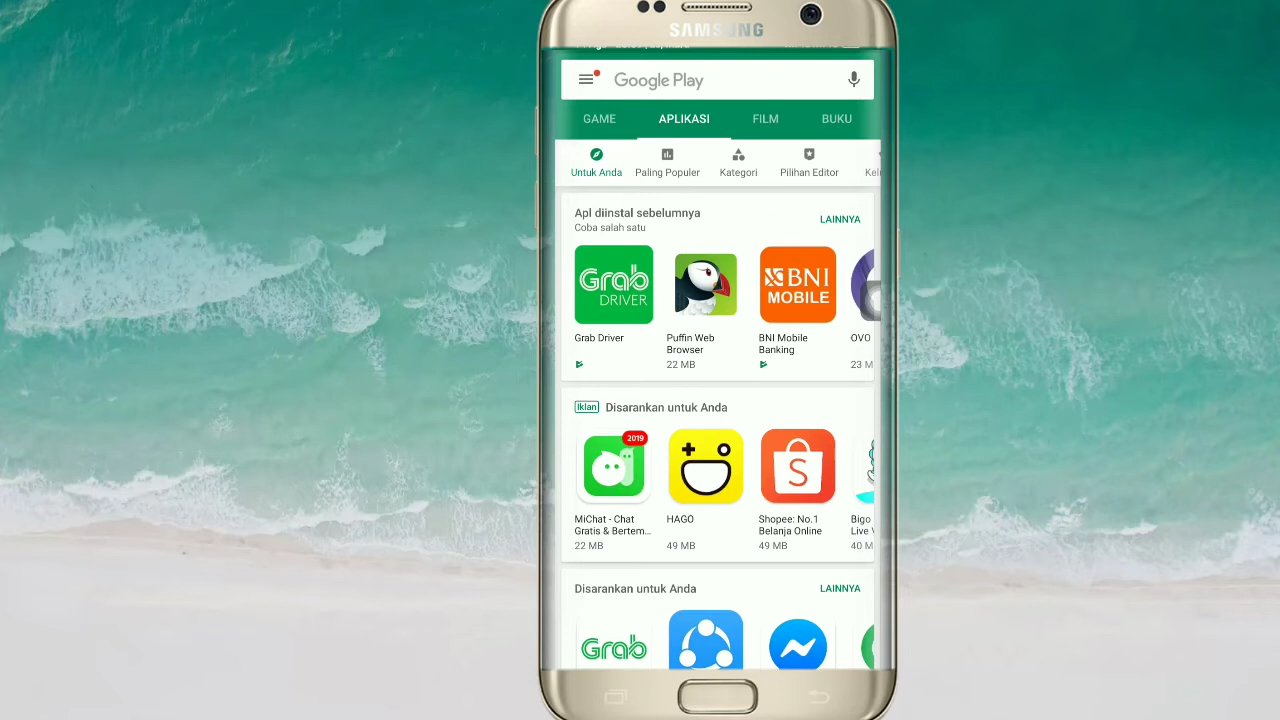 SAMSUNG
Google Play
GAME APLIKASI FILM BUKU
Untuk Anda Paling Populer Kategori Pilihan Editor
Apl diinstal sebelumnya
LAINNYA
Coba salah satu
Grab
DRIVER
BNI
MOBILE
Grab Driver
Puffin Web
Browser
22 MB
BNI Mobile
Banking
OVO
23 M
Iklan Disarankan untuk Anda
2019
S
MiChat - Chat
Gratis & Bertem...
22 MB
HAGO
49 MB
Shopee: No.1
Belanja Online
49 MB
Bigo
Live
40 M
Disarankan untuk Anda LAINNYA
Grab